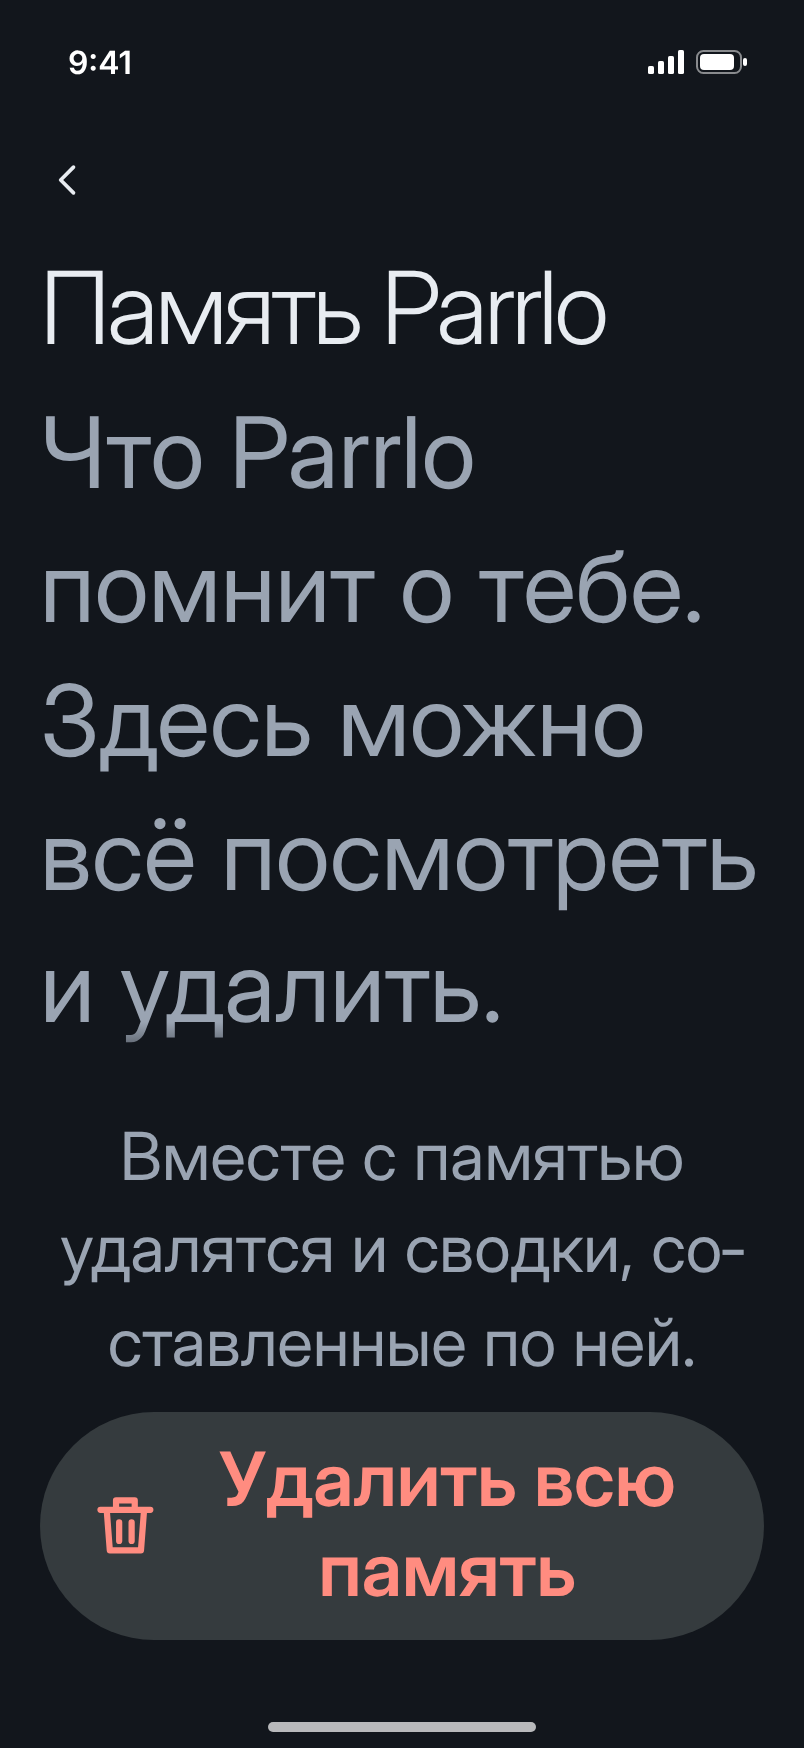 9:41
Память Parrlo
Что Parrlo
помнит о тебе.
Здесь можно
всё посмотреть
и удалить.
Вместе с памятью
удалятся и сводки, со-
ставленные по ней.
Удалить всю
память